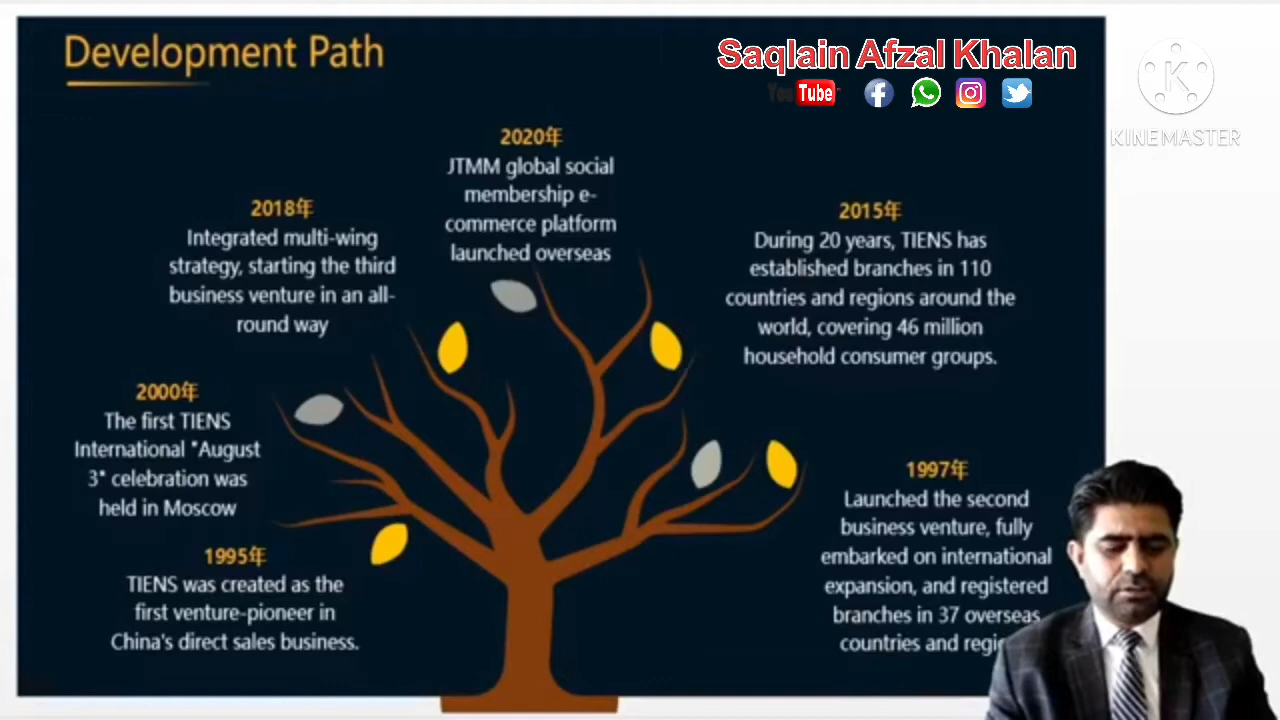 Development Path
Saqlain Afzal Khalan
You Tube
K
KINEMASTER
2020年
JTMM global social
membership e-
commerce platform
launched overseas
2018年
Integrated multi-wing
strategy, starting the third
business venture in an all-
round way
2015年
During 20 years, TIENS has
established branches in 110
countries and regions around the
world, covering 46 million
household consumer groups.
2000年
The first TIENS
International "August
3" celebration was
held in Moscow
1995年
TIENS was created as the
first venture-pioneer in
China's direct sales business.
1997年
Launched the second
business venture, fully
embarked on international
expansion, and registered
branches in 37 overseas
countries and